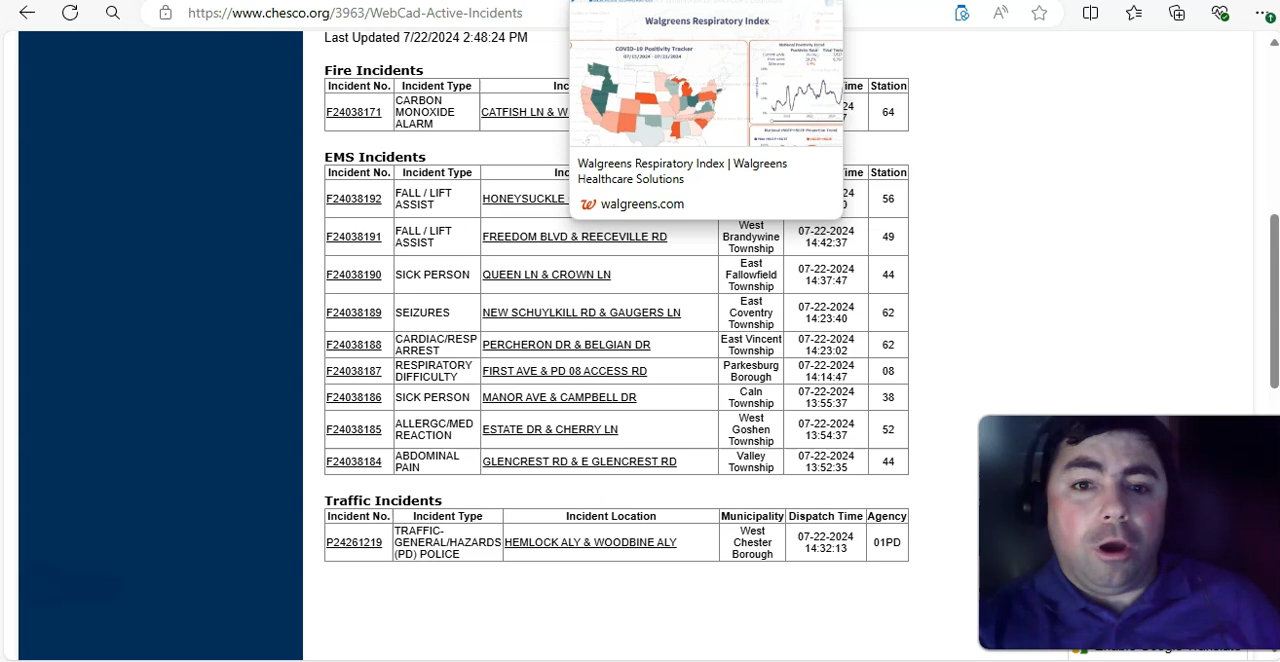 https://www.chesco.org/3963/WebCad-Active-Incidents
Last Updated 7/22/2024 2:48:24 PM
Walgreens Respiratory Index
COVID-19 Positivity Tracker
Walgreens Respiratory Index | Walgreens
Healthcare Solutions
walgreens.com
Fire Incidents
Incident No. Incident Type Inc Time Station
F24038171 CARBON MONOXIDE ALARM CATFISH LN & W 64
EMS Incidents
Incident No. Incident Type Inc Time Station
F24038192 FALL / LIFT ASSIST HONEYSUCKLE 56
F24038191 FALL / LIFT ASSIST FREEDOM BLVD & REECEVILLE RD West Brandywine Township 07-22-2024 14:42:37 49
F24038190 SICK PERSON QUEEN LN & CROWN LN East Fallowfield Township 07-22-2024 14:37:47 44
F24038189 SEIZURES NEW SCHUYLKILL RD & GAUGERS LN East Coventry Township 07-22-2024 14:23:40 62
F24038188 CARDIAC/RESP ARREST PERCHERON DR & BELGIAN DR East Vincent Township 07-22-2024 14:23:02 62
F24038187 RESPIRATORY DIFFICULTY FIRST AVE & PD 08 ACCESS RD Parkesburg Borough 07-22-2024 14:14:47 08
F24038186 SICK PERSON MANOR AVE & CAMPBELL DR Caln Township 07-22-2024 13:55:37 38
F24038185 ALLERGC/MED REACTION ESTATE DR & CHERRY LN West Goshen Township 07-22-2024 13:54:37 52
F24038184 ABDOMINAL PAIN GLENCREST RD & E GLENCREST RD Valley Township 07-22-2024 13:52:35 44
Traffic Incidents
Incident No. Incident Type Incident Location Municipality Dispatch Time Agency
P24261219 TRAFFIC-GENERAL/HAZARDS (PD) POLICE HEMLOCK ALY & WOODBINE ALY West Chester Borough 07-22-2024 14:32:13 01PD